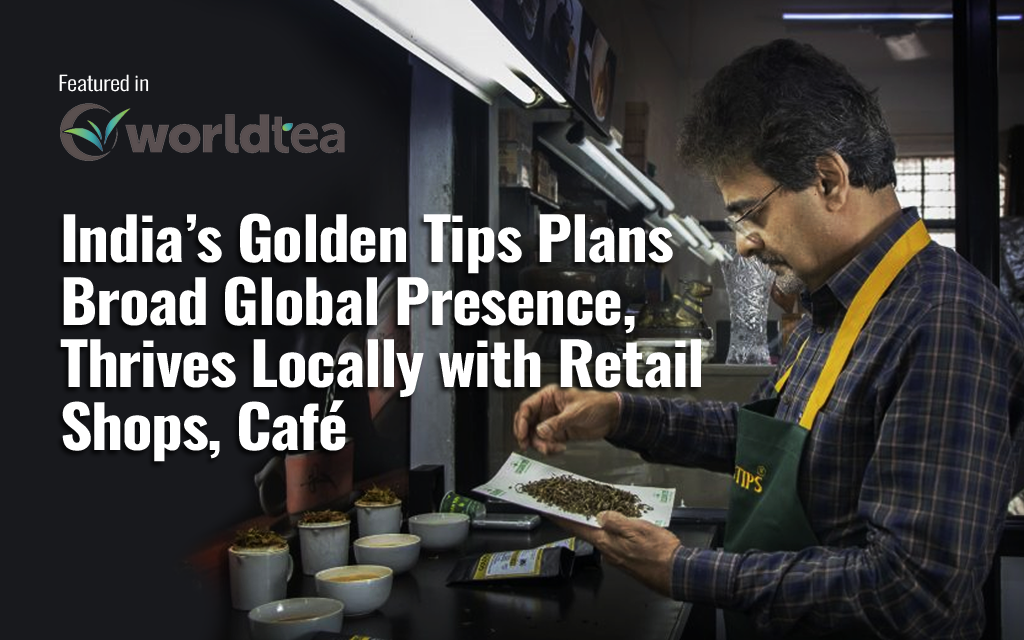 Featured in
worldtea
India’s Golden Tips Plans
Broad Global Presence,
Thrives Locally with Retail
Shops, Café
TIPS®